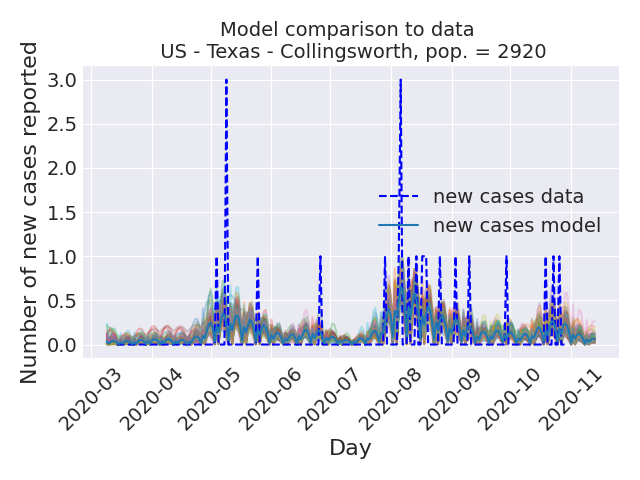 Model comparison to data
US - Texas - Collingsworth, pop. = 2920
Number of new cases reported
3.0
2.5
2.0
1.5
1.0
0.5
0.0
new cases data
new cases model
2020-03
2020-04
2020-05
2020-06
2020-07
2020-08
2020-09
2020-10
2020-11
Day